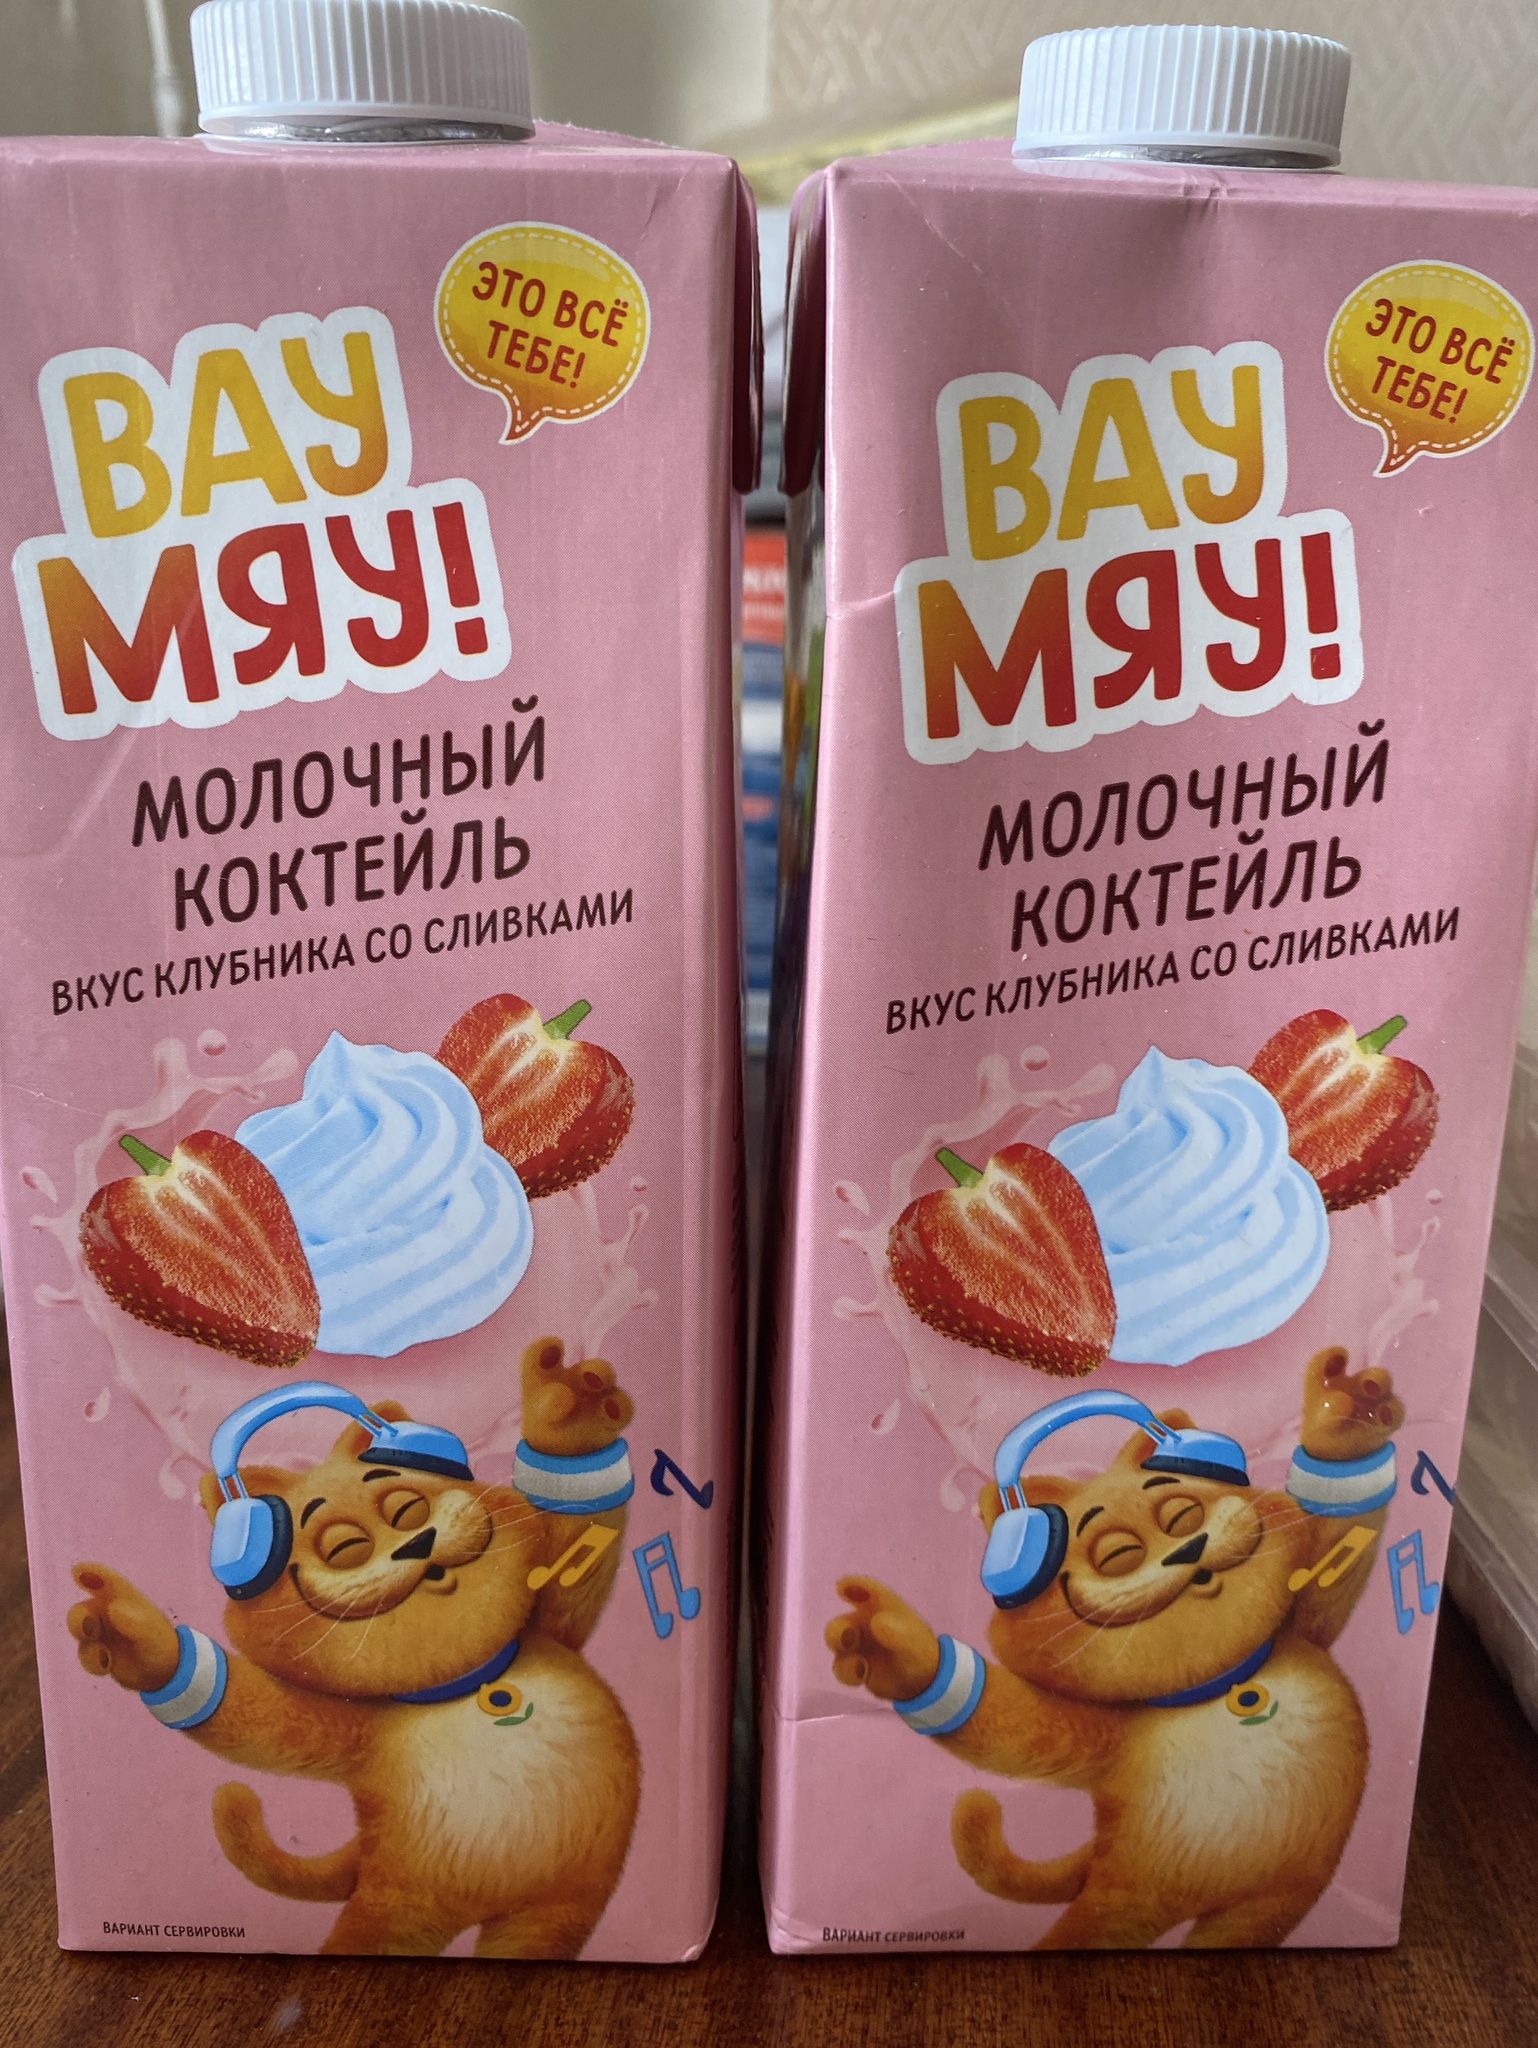 ЭТО ВСЁ
ТЕБЕ!
ВАУ
МЯУ!
МОЛОЧНЫЙ
КОКТЕЙЛЬ
ВКУС КЛУБНИКА СО СЛИВКАМИ
ВАРИАНТ СЕРВИРОВКИ
ЭТО ВСЁ
ТЕБЕ!
ВАУ
МЯУ!
МОЛОЧНЫЙ
КОКТЕЙЛЬ
ВКУС КЛУБНИКА СО СЛИВКАМИ
ВАРИАНТ СЕРВИРОВКИ